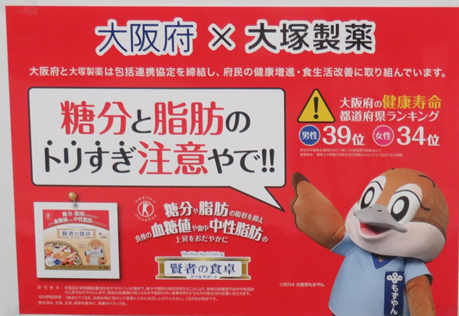 大阪府 × 大塚製薬
大阪府と大塚製薬は包括連携協定を締結し、府民の健康増進・食生活改善に取り組んでいます。
糖分と脂肪の
トリすぎ注意やで!!
大阪府の健康寿命
都道府県ランキング
男性 39位 女性 34位
糖分や脂肪の吸収を抑え
食後の血糖値や血中中性脂肪の
上昇をおだやかに
賢者の食卓
ダブルサポート
賢者の食卓
もずやん
©2014 大阪府もずやん